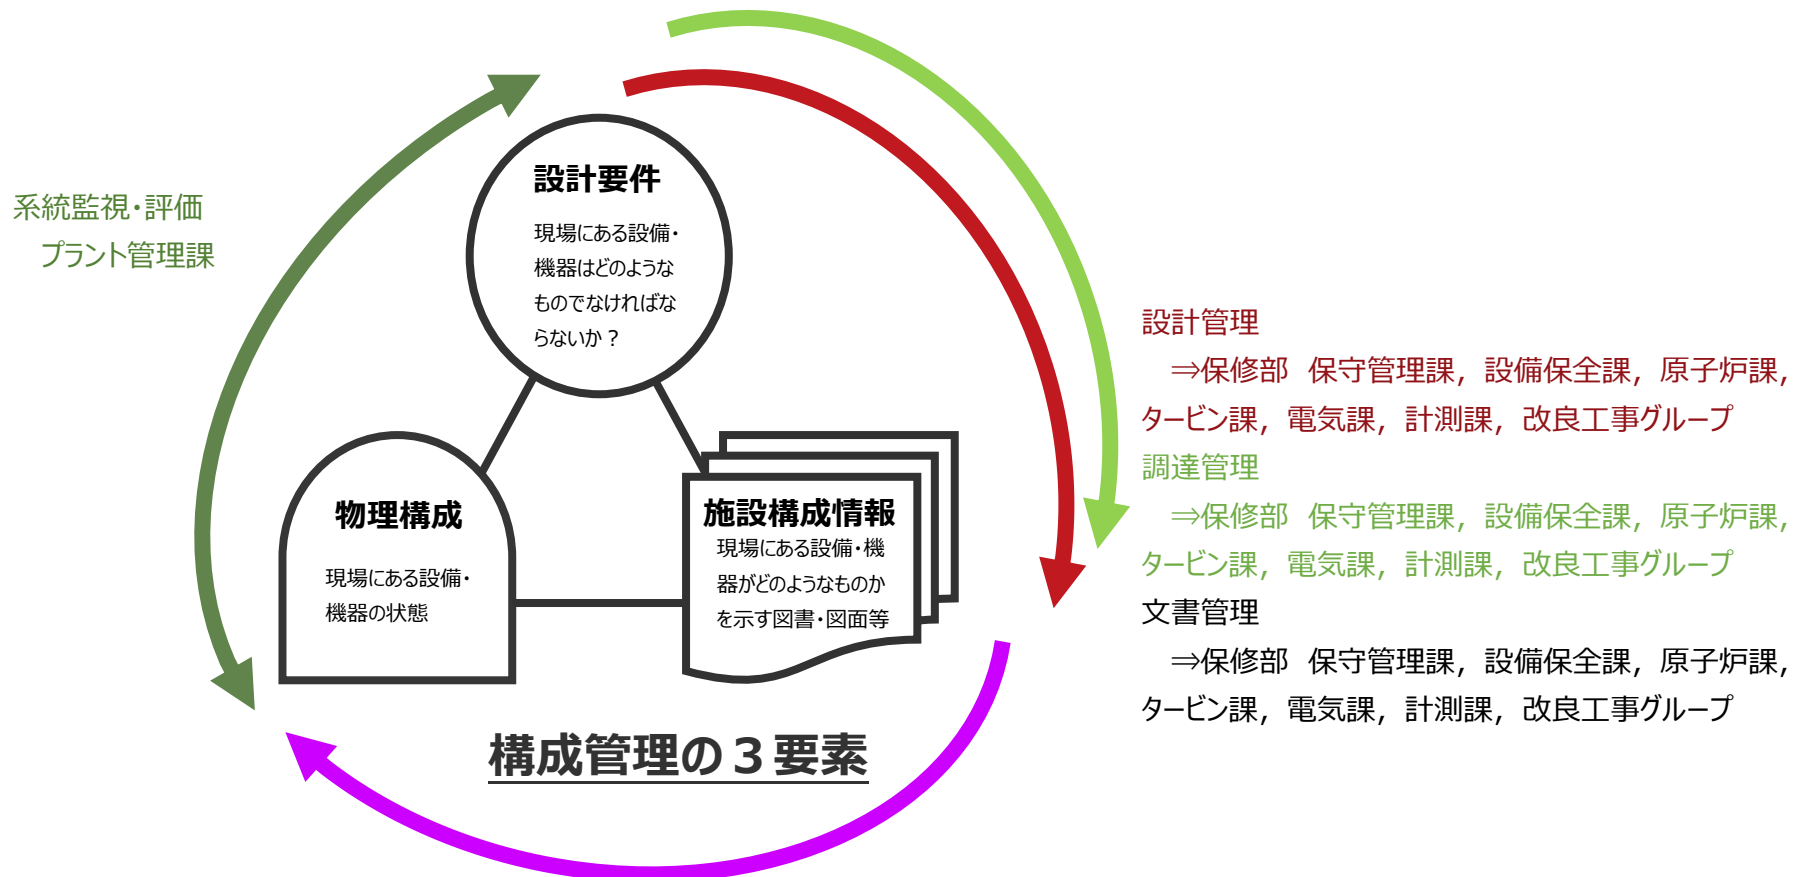 系統監視・評価
プラント管理課
設計要件
現場にある設備・
機器はどのような
ものでなければな
らないか？
物理構成
現場にある設備・
機器の状態
施設構成情報
現場にある設備・機
器がどのようなものか
を示す図書・図面等
構成管理の３要素
設計管理
⇒保修部 保守管理課，設備保全課，原子炉課，
タービン課，電気課，計測課，改良工事グループ
調達管理
⇒保修部 保守管理課，設備保全課，原子炉課，
タービン課，電気課，計測課，改良工事グループ
文書管理
⇒保修部 保守管理課，設備保全課，原子炉課，
タービン課，電気課，計測課，改良工事グループ